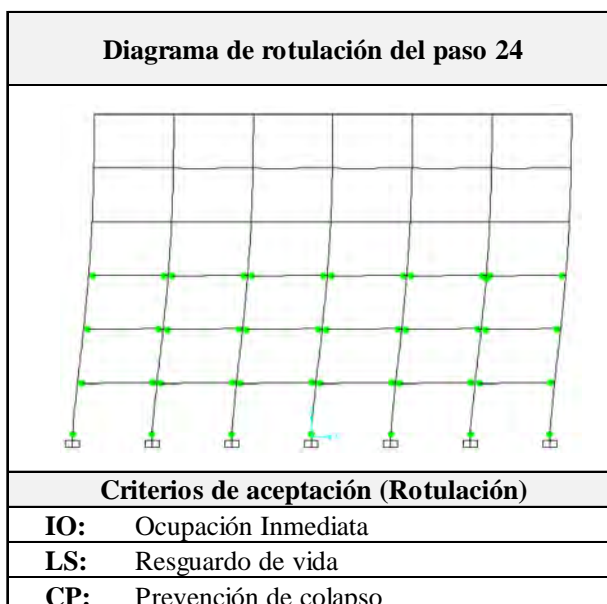 Diagrama de rotulación del paso 24
Criterios de aceptación (Rotulación)
IO: Ocupación Inmediata
LS: Resguardo de vida
CP: Prevención de colapso